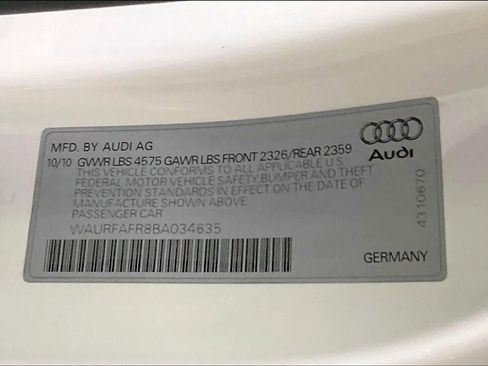 MFD. BY AUDI AG
10/10 GVWR LBS 4575 GAWR LBS FRONT 2326/REAR 2359
THIS VEHICLE CONFORMS TO ALL APPLICABLE U.S.
FEDERAL MOTOR VEHICLE SAFETY BUMPER AND THEFT
PREVENTION STANDARDS IN EFFECT ON THE DATE OF
MANUFACTURE SHOWN ABOVE
PASSENGER CAR
WAURFAFR8BA034635
Audi
4310670
GERMANY